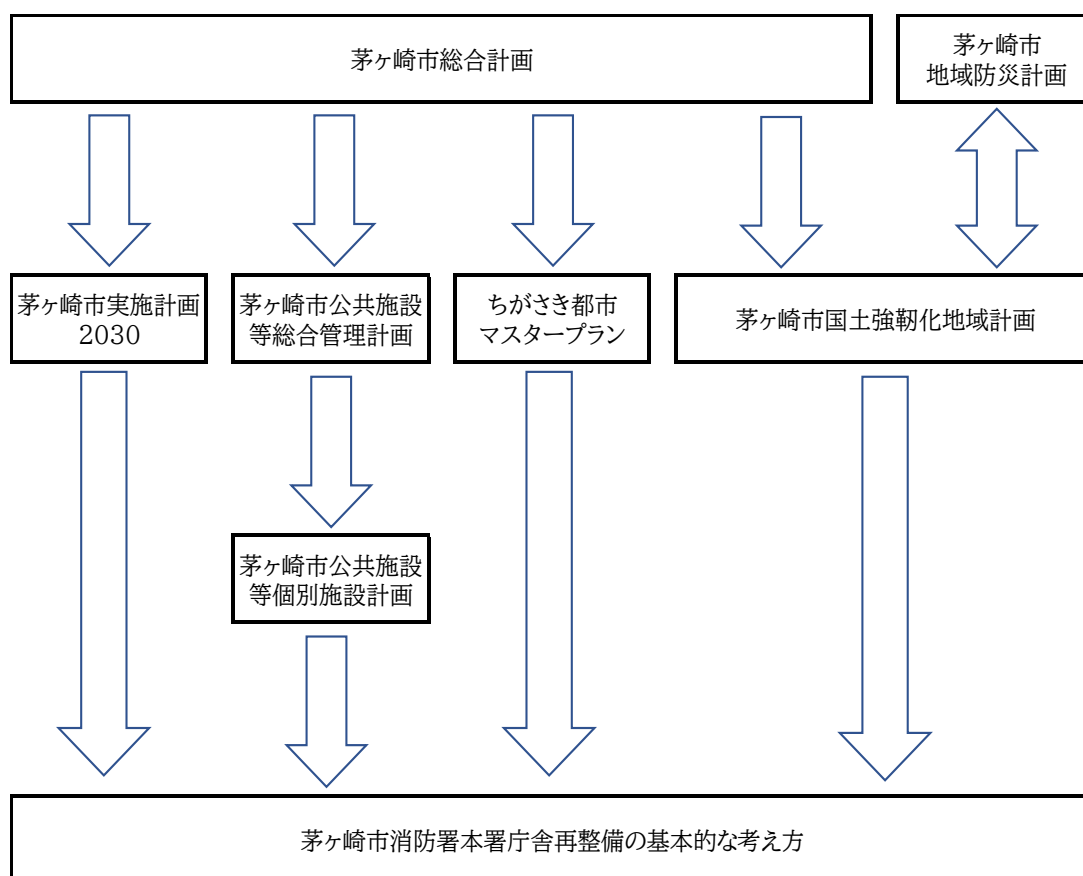 茅ヶ崎市総合計画
茅ヶ崎市
地域防災計画
茅ヶ崎市実施計画
2030
茅ヶ崎市公共施設
等総合管理計画
ちがさき都市
マスタープラン
茅ヶ崎市国土強靭化地域計画
茅ヶ崎市公共施設
等個別施設計画
茅ヶ崎市消防署本署庁舎再整備の基本的な考え方